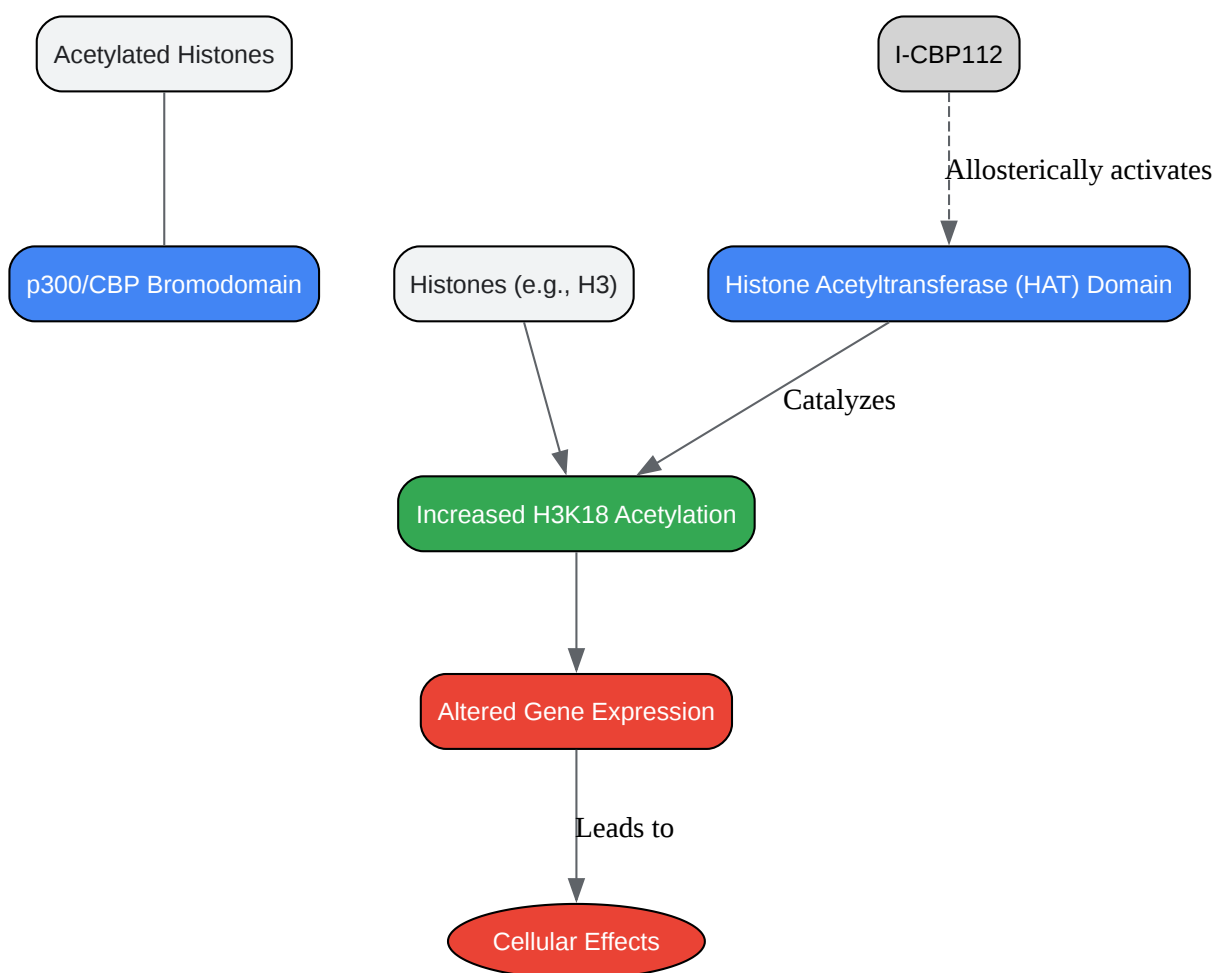 Acetylated Histones
I-CBP112
Allosterically activates
p300/CBP Bromodomain
Histones (e.g., H3)
Histone Acetyltransferase (HAT) Domain
Catalyzes
Increased H3K18 Acetylation
Altered Gene Expression
Leads to
Cellular Effects